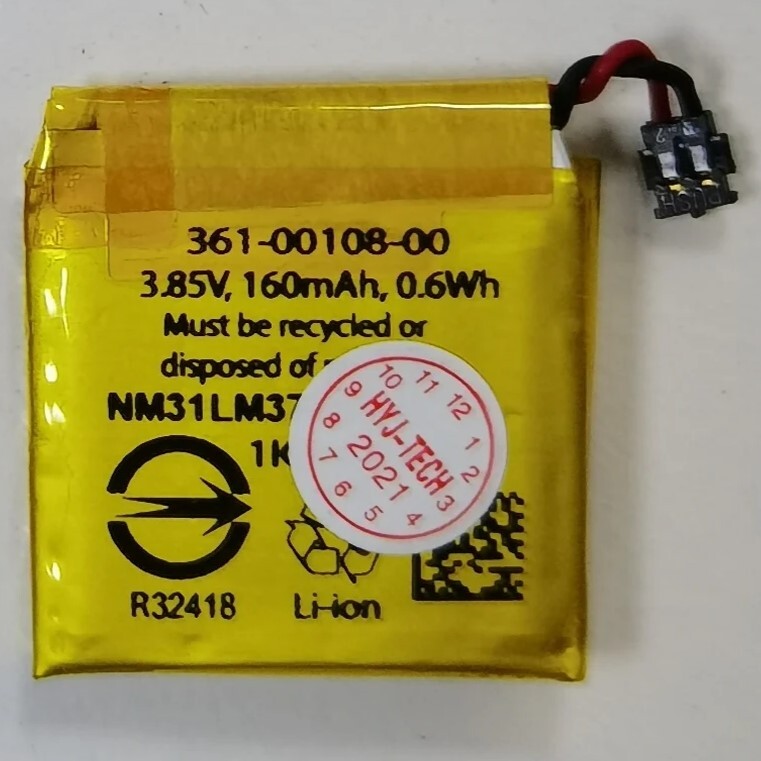 361-00108-00
3.85V, 160mAh, 0.6Wh
Must be recycled or
disposed of
NM31LM37
1K
R32418
Li-ion
10 11 12 1 2 3 4 5 6 7 8 9
HYJ-TECH
2021
PUSH